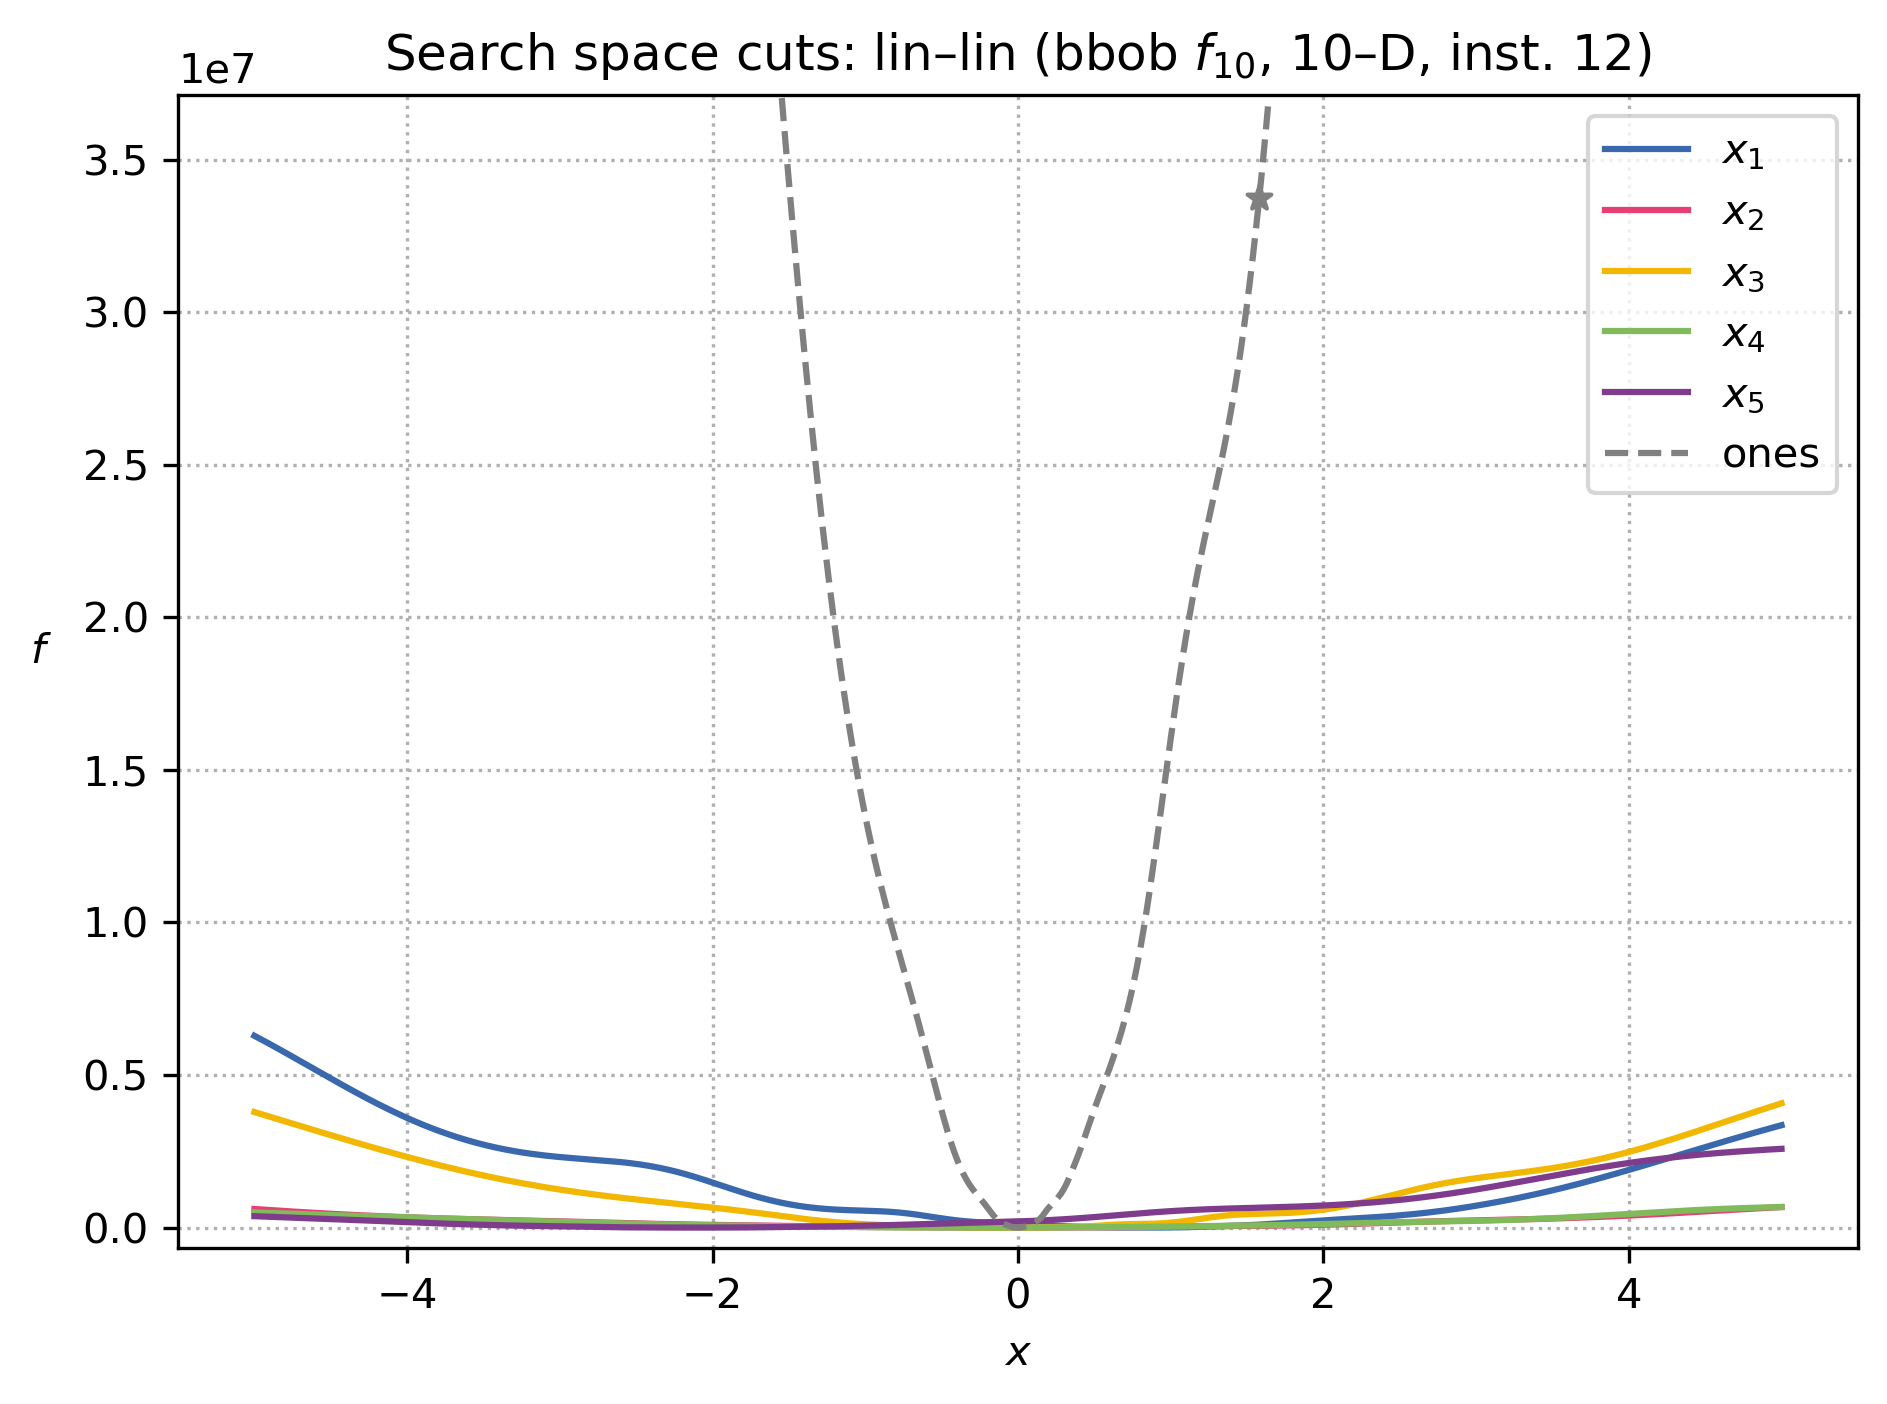 Search space cuts: lin–lin (bbob f10, 10–D, inst. 12)
1e7
3.5
3.0
2.5
2.0
1.5
1.0
0.5
0.0
f
−4
−2
0
2
4
x
x1
x2
x3
x4
x5
ones